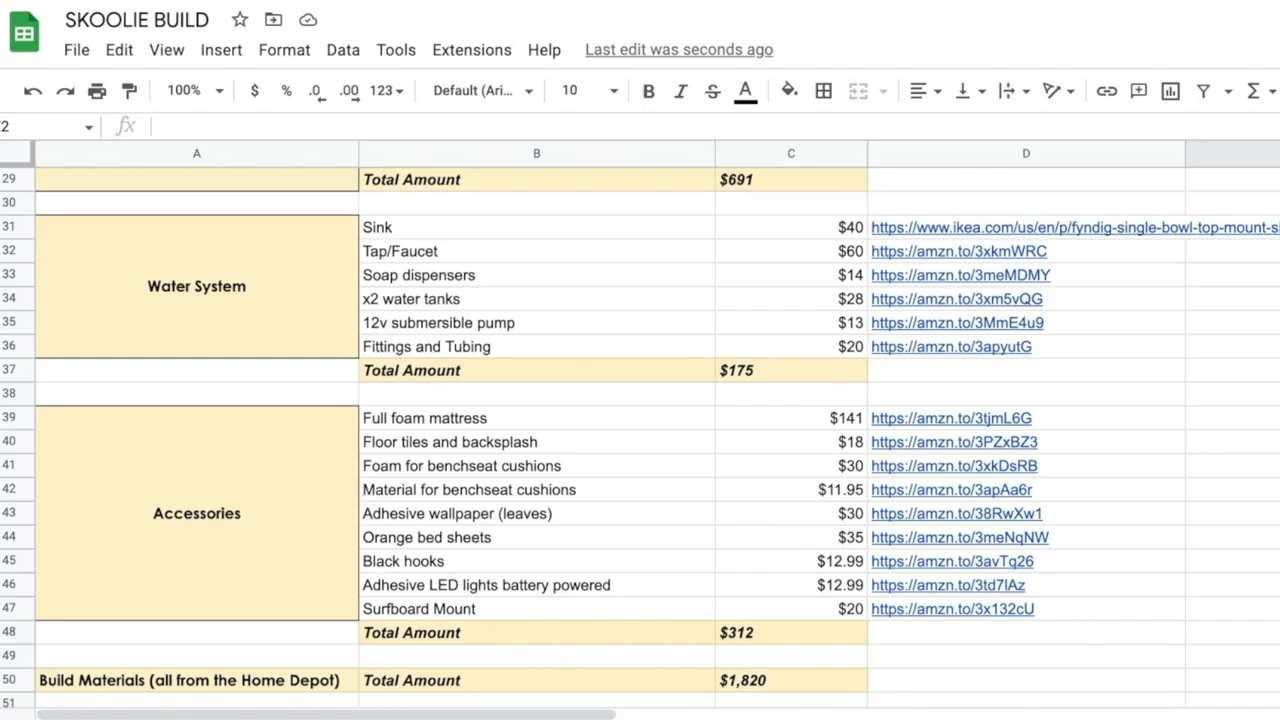 SKOOLIE BUILD
File Edit View Insert Format Data Tools Extensions Help Last edit was seconds ago
100% $ % .0 .00 123 Default (Ari... 10 B I S A
fx
A B C D
29 Total Amount $691
30
31 Sink $40 https://www.ikea.com/us/en/p/fyndig-single-bowl-top-mount-s
32 Tap/Faucet $60 https://amzn.to/3xkmWRC
33 Soap dispensers $14 https://amzn.to/3meMDMY
Water System
34 x2 water tanks $28 https://amzn.to/3xm5vQG
35 12v submersible pump $13 https://amzn.to/3MmE4u9
36 Fittings and Tubing $20 https://amzn.to/3apyutG
37 Total Amount $175
38
39 Full foam mattress $141 https://amzn.to/3tjmL6G
40 Floor tiles and backsplash $18 https://amzn.to/3PZxBZ3
41 Foam for benchseat cushions $30 https://amzn.to/3xkDsRB
42 Material for benchseat cushions $11.95 https://amzn.to/3apAa6r
43 Accessories Adhesive wallpaper (leaves) $30 https://amzn.to/38RwXw1
44 Orange bed sheets $35 https://amzn.to/3meNqNW
45 Black hooks $12.99 https://amzn.to/3avTq26
46 Adhesive LED lights battery powered $12.99 https://amzn.to/3td7lAz
47 Surfboard Mount $20 https://amzn.to/3x132cU
48 Total Amount $312
49
50 Build Materials (all from the Home Depot) Total Amount $1,820
51